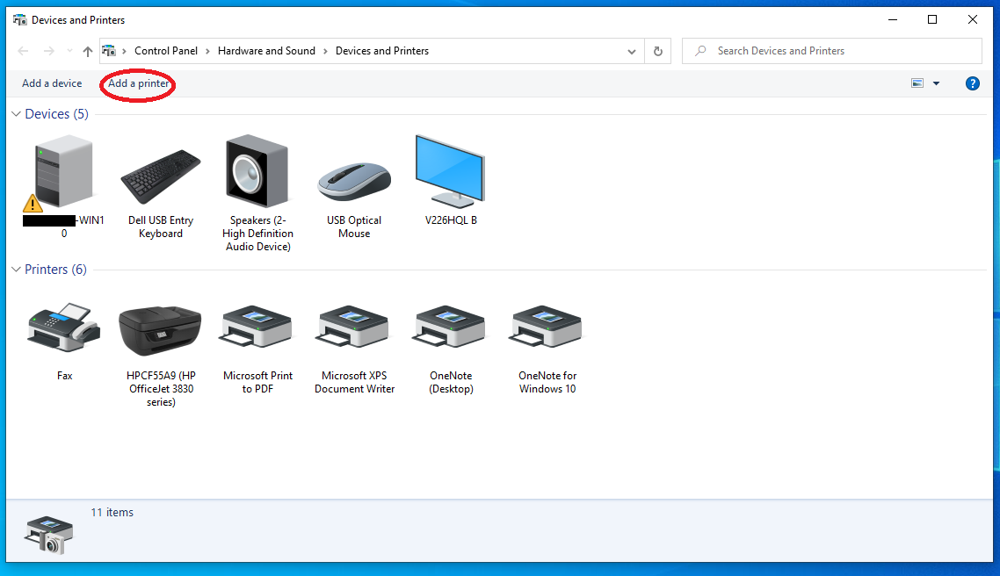 Devices and Printers
Control Panel > Hardware and Sound > Devices and Printers
Search Devices and Printers
Add a device
Add a printer
?
Devices (5)
-WIN1
0
Dell USB Entry
Keyboard
Speakers (2-
High Definition
Audio Device)
USB Optical
Mouse
V226HQL B
Printers (6)
Fax
HPCF55A9 (HP
OfficeJet 3830
series)
Microsoft Print
to PDF
Microsoft XPS
Document Writer
OneNote
(Desktop)
OneNote for
Windows 10
11 items